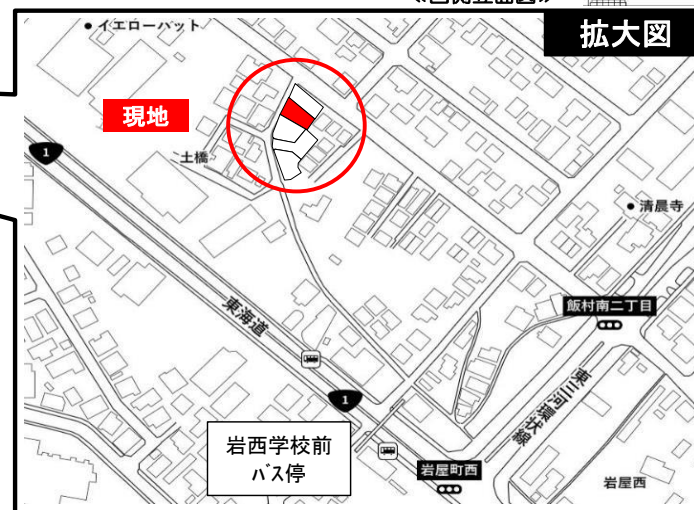 拡大図
• イエローバット
現地
1
土橋
• 清晨寺
飯村南二丁目
東海道
東三河環状線
1
岩西学校前
バス停
岩屋町西
岩屋西